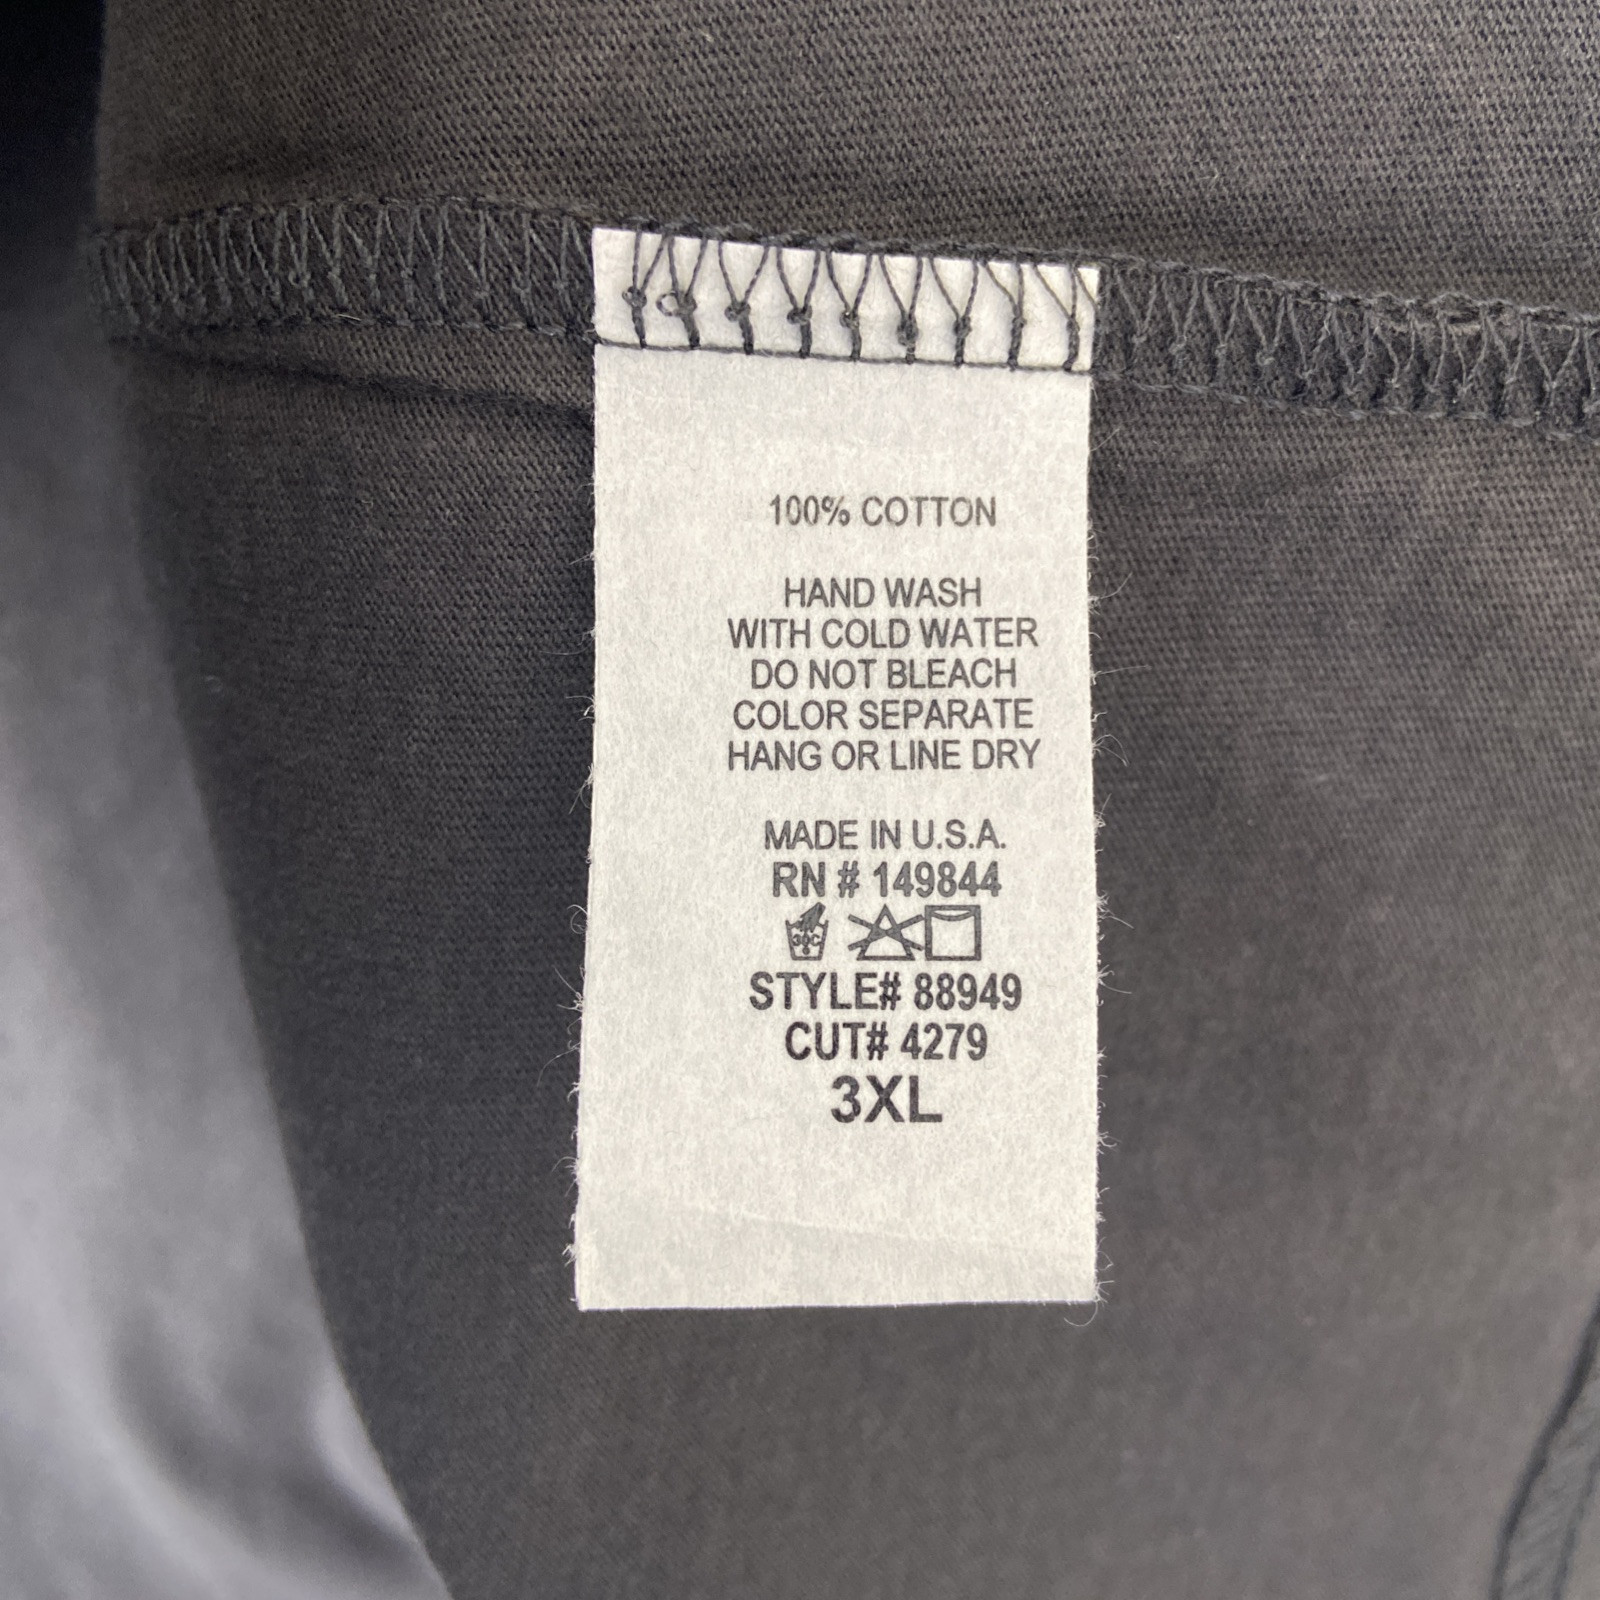 100% COTTON
HAND WASH
WITH COLD WATER
DO NOT BLEACH
COLOR SEPARATE
HANG OR LINE DRY
MADE IN U.S.A.
RN # 149844
30C
STYLE# 88949
CUT# 4279
3XL